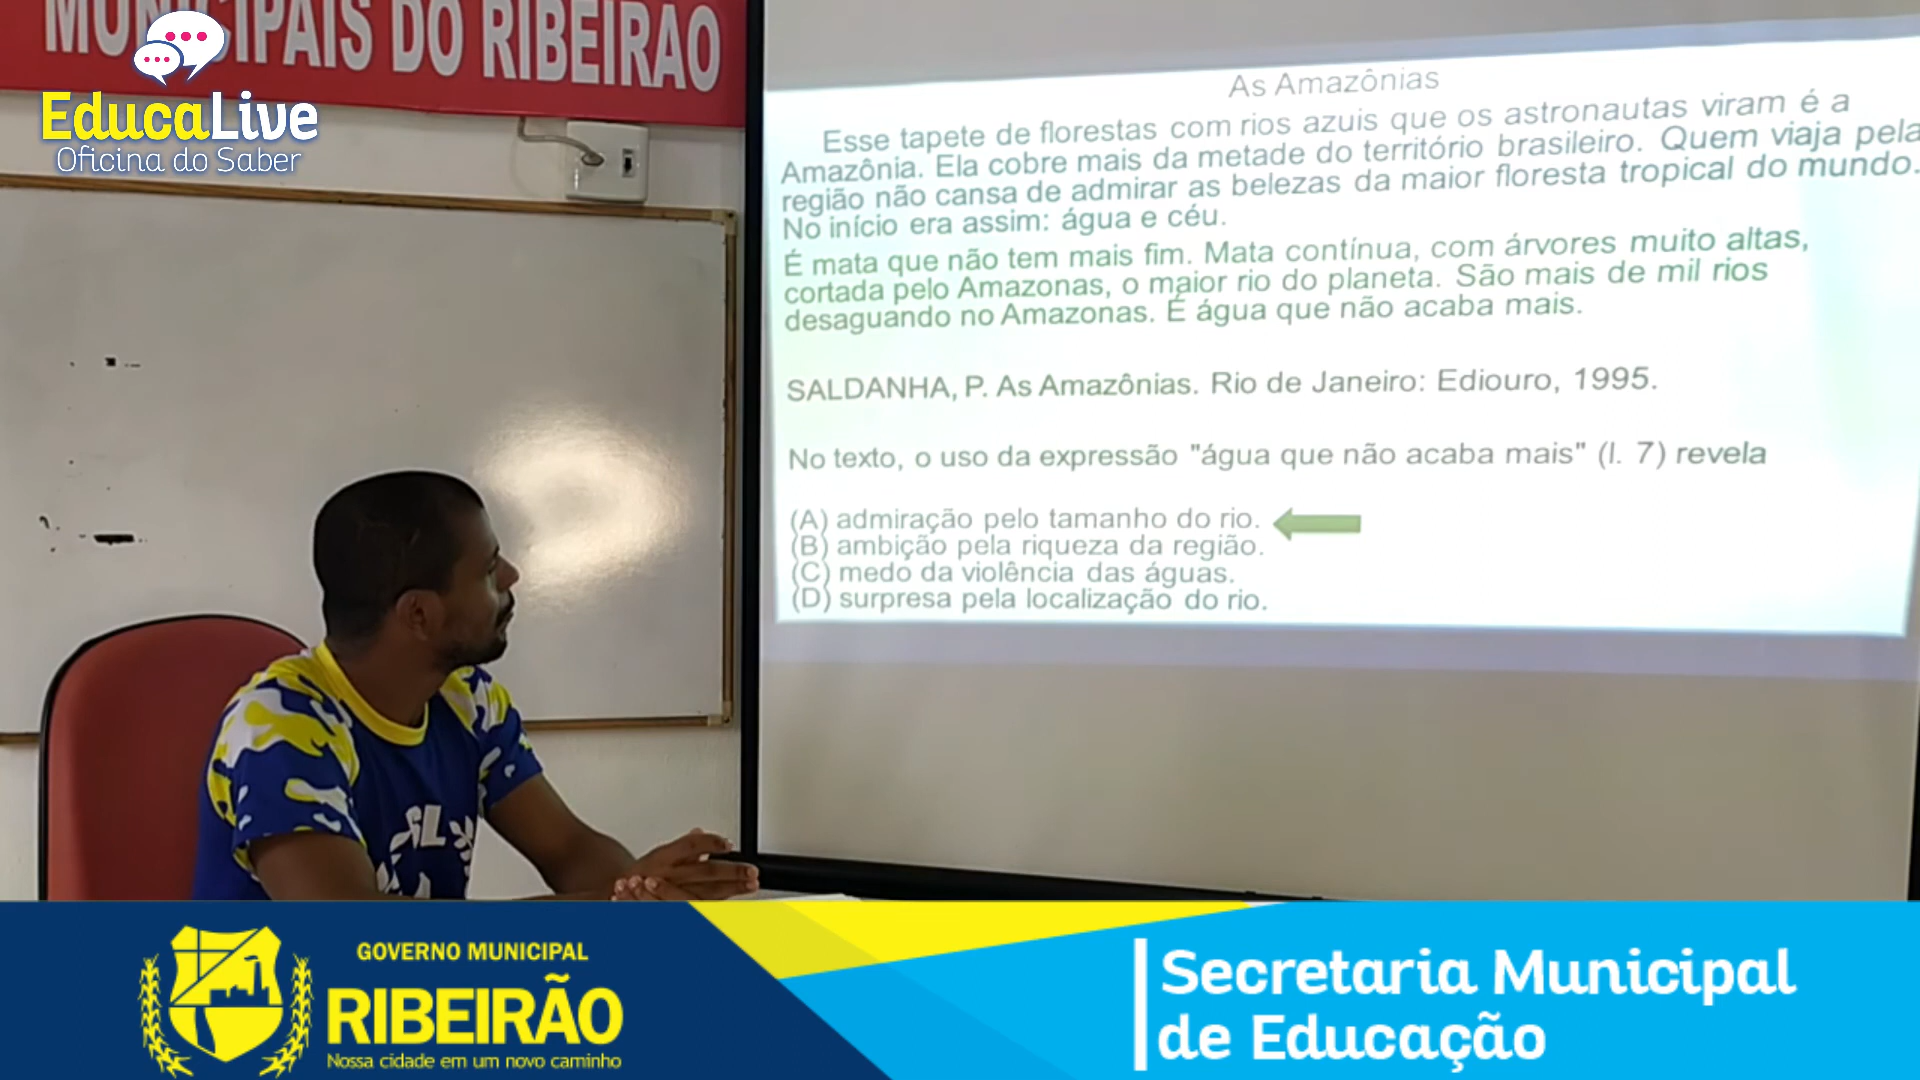 MUNICIPAIS DO RIBEIRAO
EducaLive
Oficina do Saber
As Amazônias
Esse tapete de florestas com rios azuis que os astronautas viram é a
Amazônia. Ela cobre mais da metade do território brasileiro. Quem viaja pela
região não cansa de admirar as belezas da maior floresta tropical do mundo.
No início era assim: água e céu.
É mata que não tem mais fim. Mata contínua, com árvores muito altas,
cortada pelo Amazonas, o maior rio do planeta. São mais de mil rios
desaguando no Amazonas. É água que não acaba mais.
SALDANHA, P. As Amazônias. Rio de Janeiro: Ediouro, 1995.
No texto, o uso da expressão "água que não acaba mais" (l. 7) revela
(A) admiração pelo tamanho do rio.
(B) ambição pela riqueza da região.
(C) medo da violência das águas.
(D) surpresa pela localização do rio.
GOVERNO MUNICIPAL
RIBEIRÃO
Nossa cidade em um novo caminho
Secretaria Municipal
de Educação